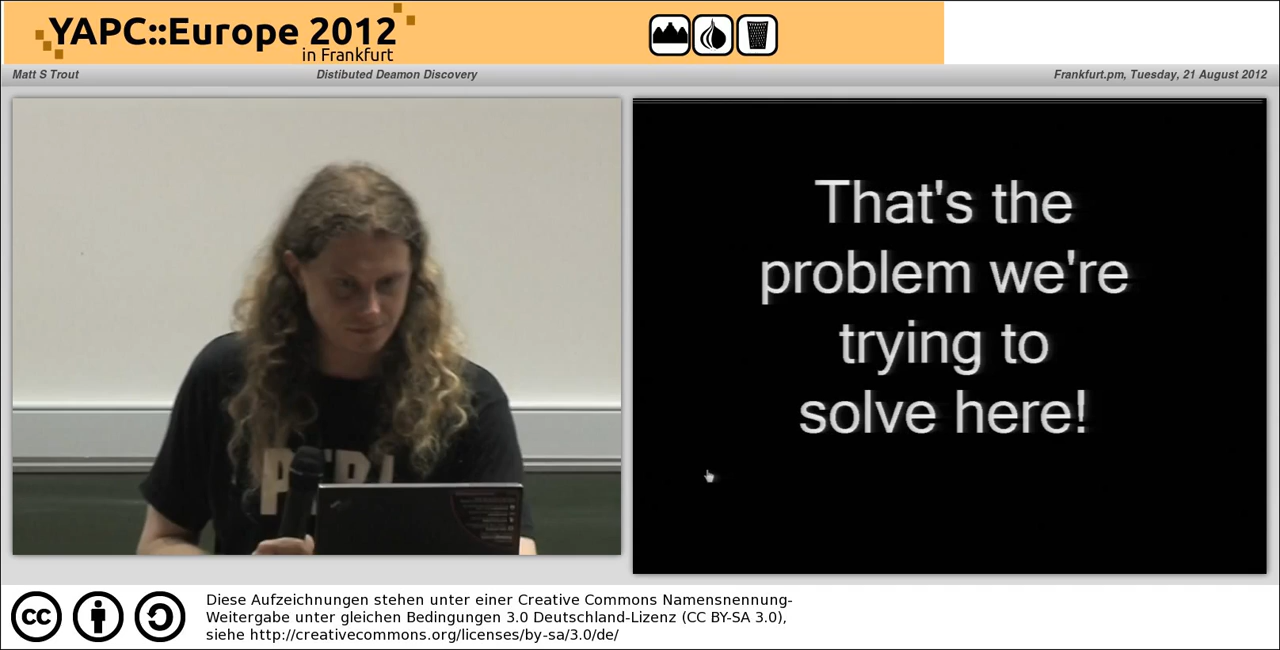 YAPC::Europe 2012
in Frankfurt
Matt S Trout
Distibuted Deamon Discovery
Frankfurt.pm, Tuesday, 21 August 2012
That's the
problem we're
trying to
solve here!
cc
Diese Aufzeichnungen stehen unter einer Creative Commons Namensnennung-
Weitergabe unter gleichen Bedingungen 3.0 Deutschland-Lizenz (CC BY-SA 3.0),
siehe http://creativecommons.org/licenses/by-sa/3.0/de/